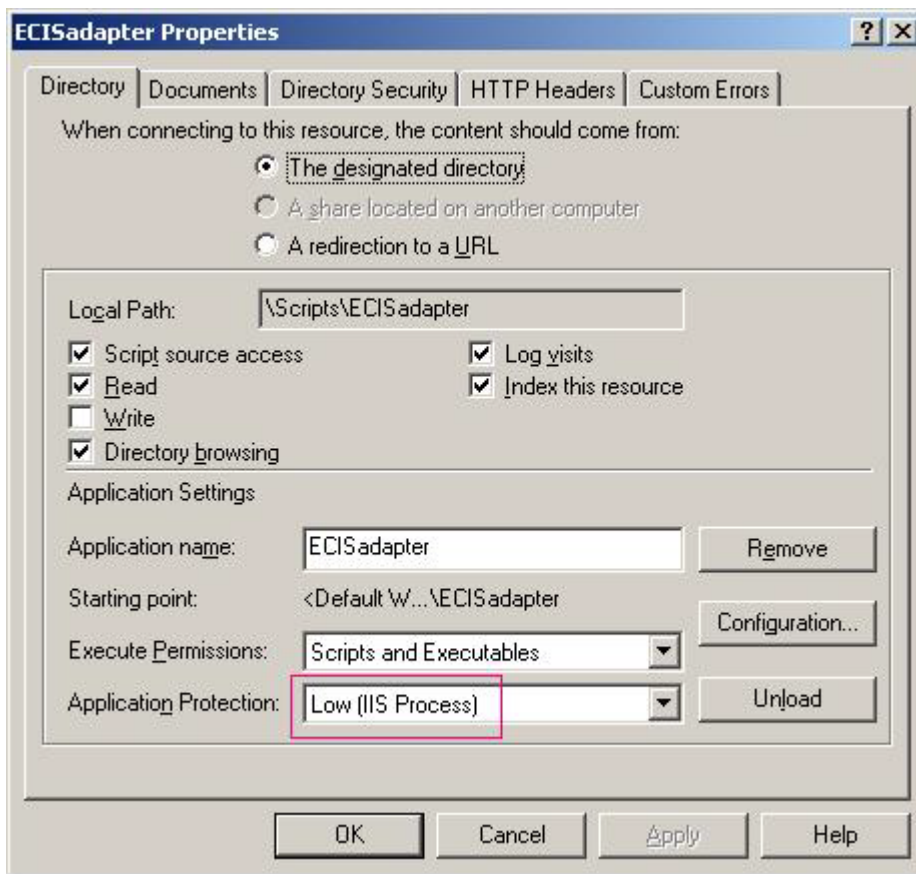 ECISadapter Properties
Directory
Documents
Directory Security
HTTP Headers
Custom Errors
When connecting to this resource, the content should come from:
The designated directory
A share located on another computer
A redirection to a URL
Local Path: \Scripts\ECISadapter
Script source access
Log visits
Read
Index this resource
Write
Directory browsing
Application Settings
Application name: ECISadapter Remove
Starting point: <Default W...\ECISadapter
Configuration...
Execute Permissions: Scripts and Executables
Application Protection: Low (IIS Process) Unload
OK Cancel Apply Help